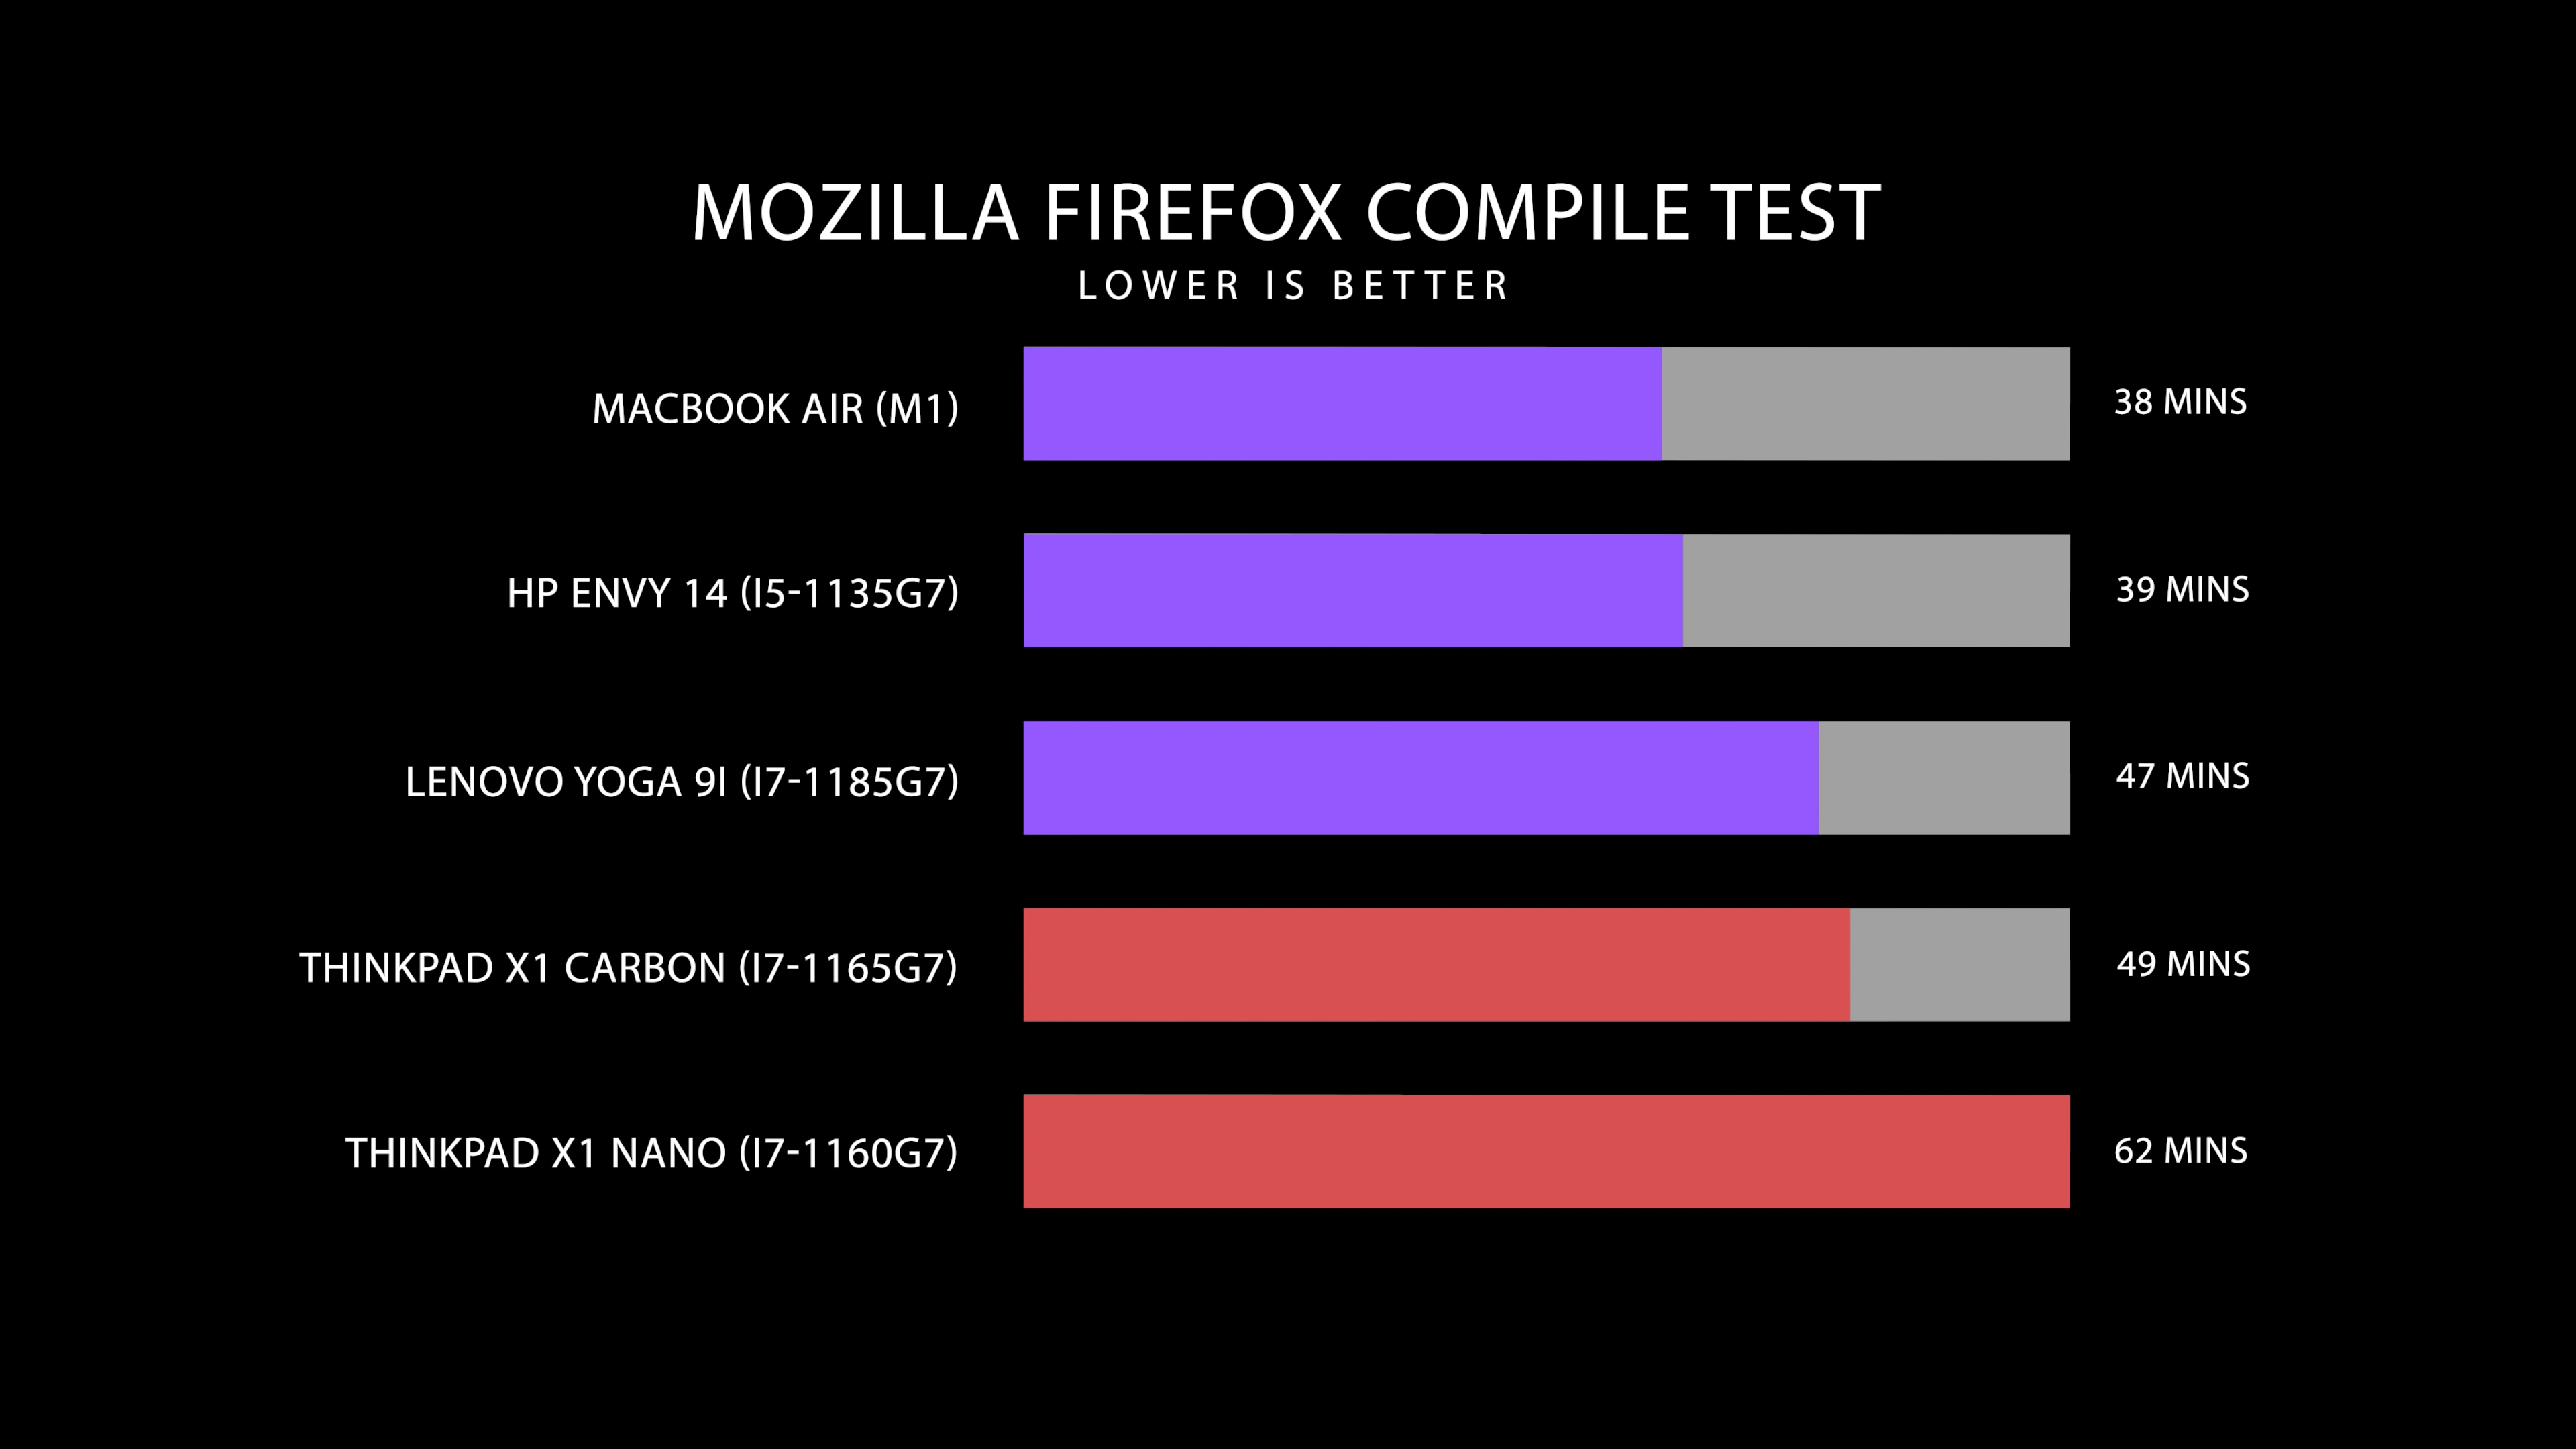 MOZILLA FIREFOX COMPILE TEST
LOWER IS BETTER
MACBOOK AIR (M1) 38 MINS
HP ENVY 14 (I5-1135G7) 39 MINS
LENOVO YOGA 9I (I7-1185G7) 47 MINS
THINKPAD X1 CARBON (I7-1165G7) 49 MINS
THINKPAD X1 NANO (I7-1160G7) 62 MINS